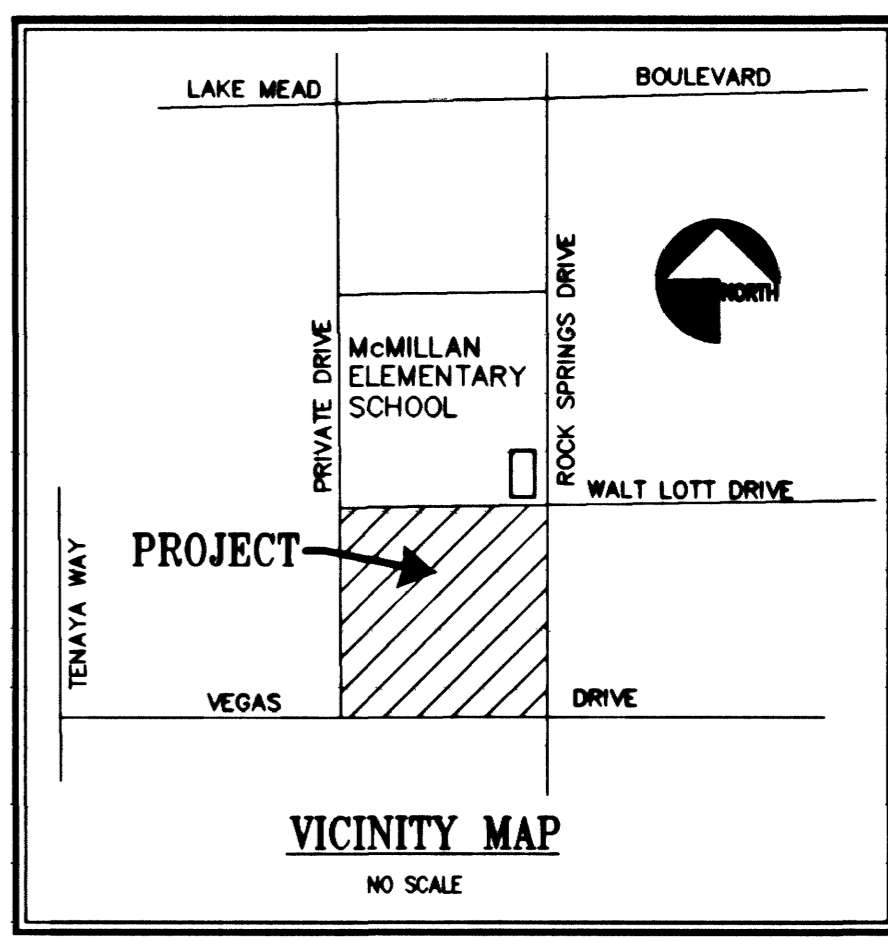 LAKE MEAD
BOULEVARD
ROCK SPRINGS DRIVE
NORTH
PRIVATE DRIVE
McMILLAN
ELEMENTARY
SCHOOL
WALT LOTT DRIVE
PROJECT
TENAYA WAY
VEGAS
DRIVE
VICINITY MAP
NO SCALE